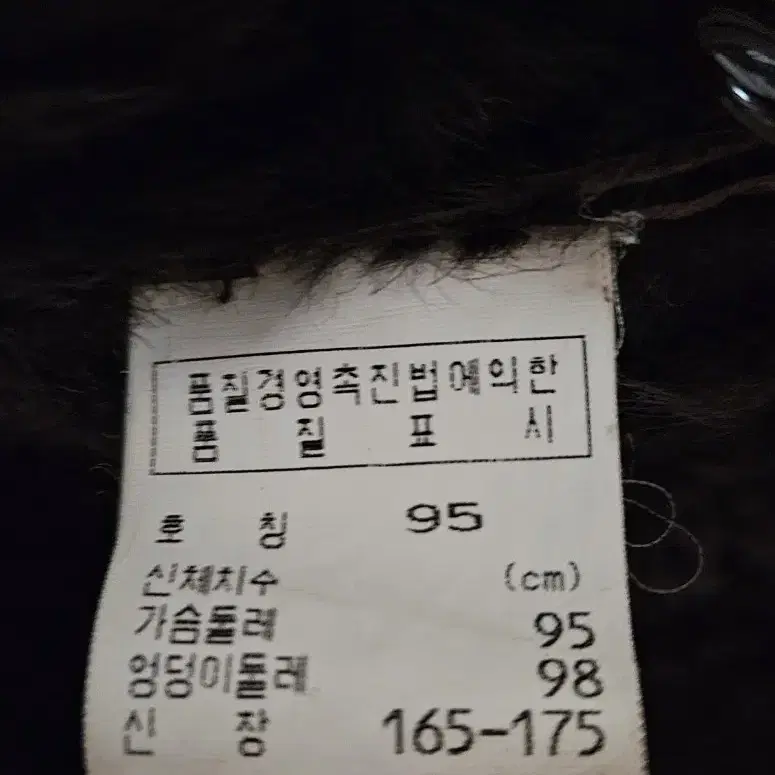 품질경영촉진법에의한
품 질 표 시
호 칭 95
신체치수 (cm)
가슴둘레 95
엉덩이둘레 98
신 장 165-175